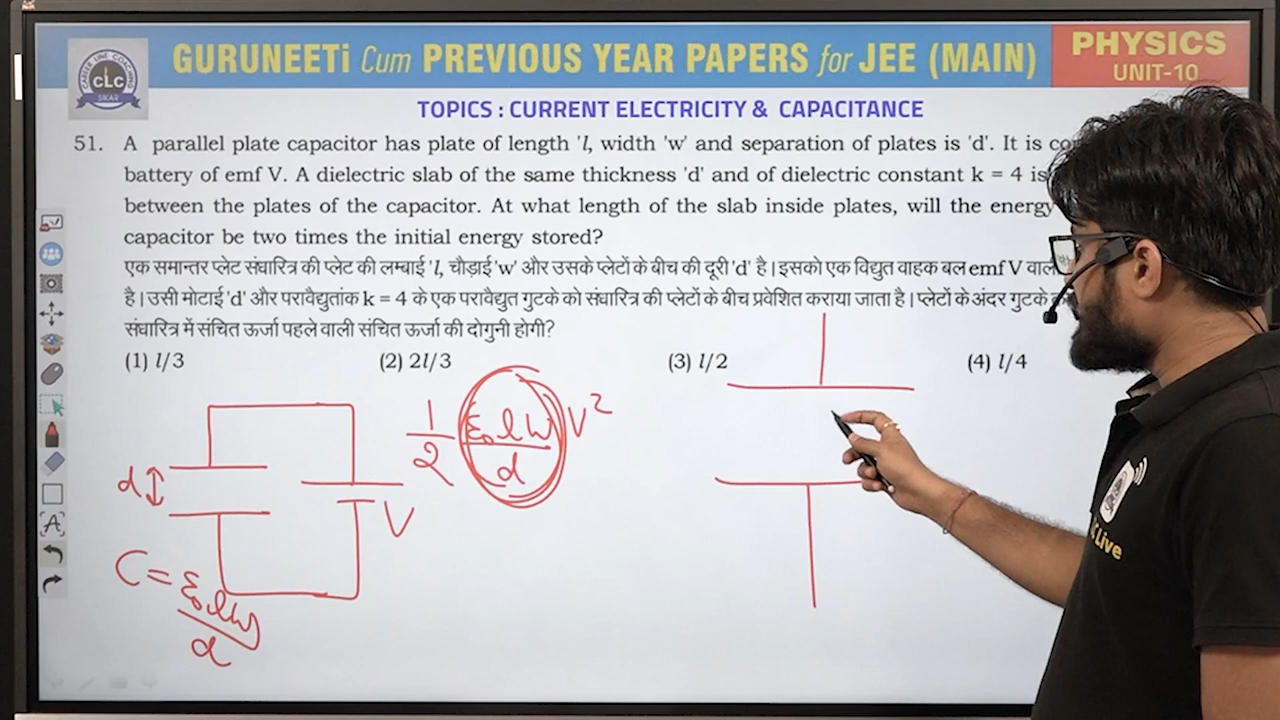 GURUNEETi Cum PREVIOUS YEAR PAPERS for JEE (MAIN)
PHYSICS
UNIT-10
CAREER LINE COACHING
CLC
SIKAR
TOPICS : CURRENT ELECTRICITY & CAPACITANCE
51. A parallel plate capacitor has plate of length 'l, width 'w' and separation of plates is 'd'. It is
battery of emf V. A dielectric slab of the same thickness 'd' and of dielectric constant k = 4 is
between the plates of the capacitor. At what length of the slab inside plates, will the energy
capacitor be two times the initial energy stored?
एक समान्तर प्लेट संधारित्र की प्लेट की लम्बाई 'l, चौड़ाई 'w' और उसके प्लेटों के बीच की दूरी 'd' है। इसको एक विद्युत वाहक बल emf V
है। उसी मोटाई 'd' और परावैद्युतांक k = 4 के एक परावैद्युत गुटके को संधारित्र की प्लेटों के बीच प्रवेशित कराया जाता है। प्लेटों के अंदर गुटके
संधारित्र में संचित ऊर्जा पहले वाली संचित ऊर्जा की दोगुनी होगी?
(1) l/3 (2) 2l/3 (3) l/2 (4) l/4
1/2 ε₀lw/d V²
d
V
C = ε₀lw/d
A
Live